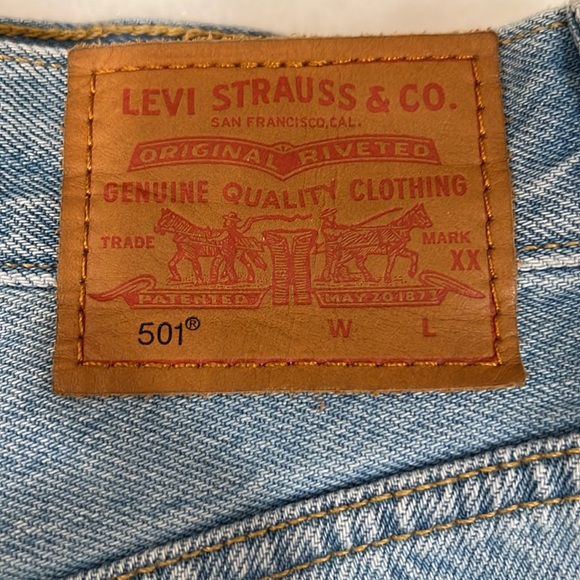 LEVI STRAUSS & CO.
SAN FRANCISCO, CAL.
ORIGINAL RIVETED
GENUINE QUALITY CLOTHING
TRADE MARK
XX
PATENTED MAY 20 1873
501® W L